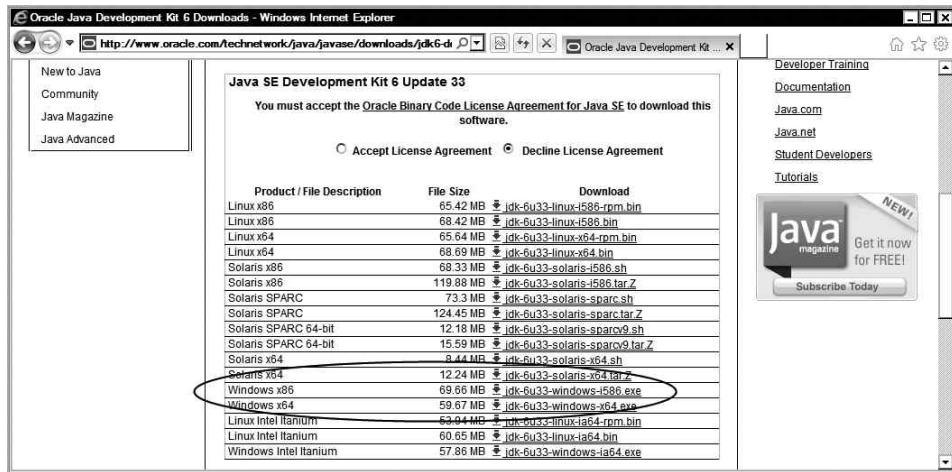 Oracle Java Development Kit 6 Downloads - Windows Internet Explorer
http://www.oracle.com/technetwork/java/javase/downloads/jdk6-d
Oracle Java Development Kit ...
New to Java
Community
Java Magazine
Java Advanced
Java SE Development Kit 6 Update 33
You must accept the Oracle Binary Code License Agreement for Java SE to download this
software.
Accept License Agreement Decline License Agreement
Product / File Description File Size Download
Linux x86 65.42 MB jdk-6u33-linux-i586-rpm.bin
Linux x86 68.42 MB jdk-6u33-linux-i586.bin
Linux x64 65.64 MB jdk-6u33-linux-x64-rpm.bin
Linux x64 68.69 MB jdk-6u33-linux-x64.bin
Solaris x86 68.33 MB jdk-6u33-solaris-i586.sh
Solaris x86 119.88 MB jdk-6u33-solaris-i586.tar.Z
Solaris SPARC 73.3 MB jdk-6u33-solaris-sparc.sh
Solaris SPARC 124.45 MB jdk-6u33-solaris-sparc.tar.Z
Solaris SPARC 64-bit 12.18 MB jdk-6u33-solaris-sparcv9.sh
Solaris SPARC 64-bit 15.59 MB jdk-6u33-solaris-sparcv9.tar.Z
Solaris x64 8.44 MB jdk-6u33-solaris-x64.sh
Solaris x64 12.24 MB jdk-6u33-solaris-x64.tar.Z
Windows x86 69.66 MB jdk-6u33-windows-i586.exe
Windows x64 59.67 MB jdk-6u33-windows-x64.exe
Linux Intel Itanium 53.94 MB jdk-6u33-linux-ia64-rpm.bin
Linux Intel Itanium 60.65 MB jdk-6u33-linux-ia64.bin
Windows Intel Itanium 57.86 MB jdk-6u33-windows-ia64.exe
Developer Training
Documentation
Java.com
Java.net
Student Developers
Tutorials
NEW!
Java
magazine
Get it now
for FREE!
Subscribe Today